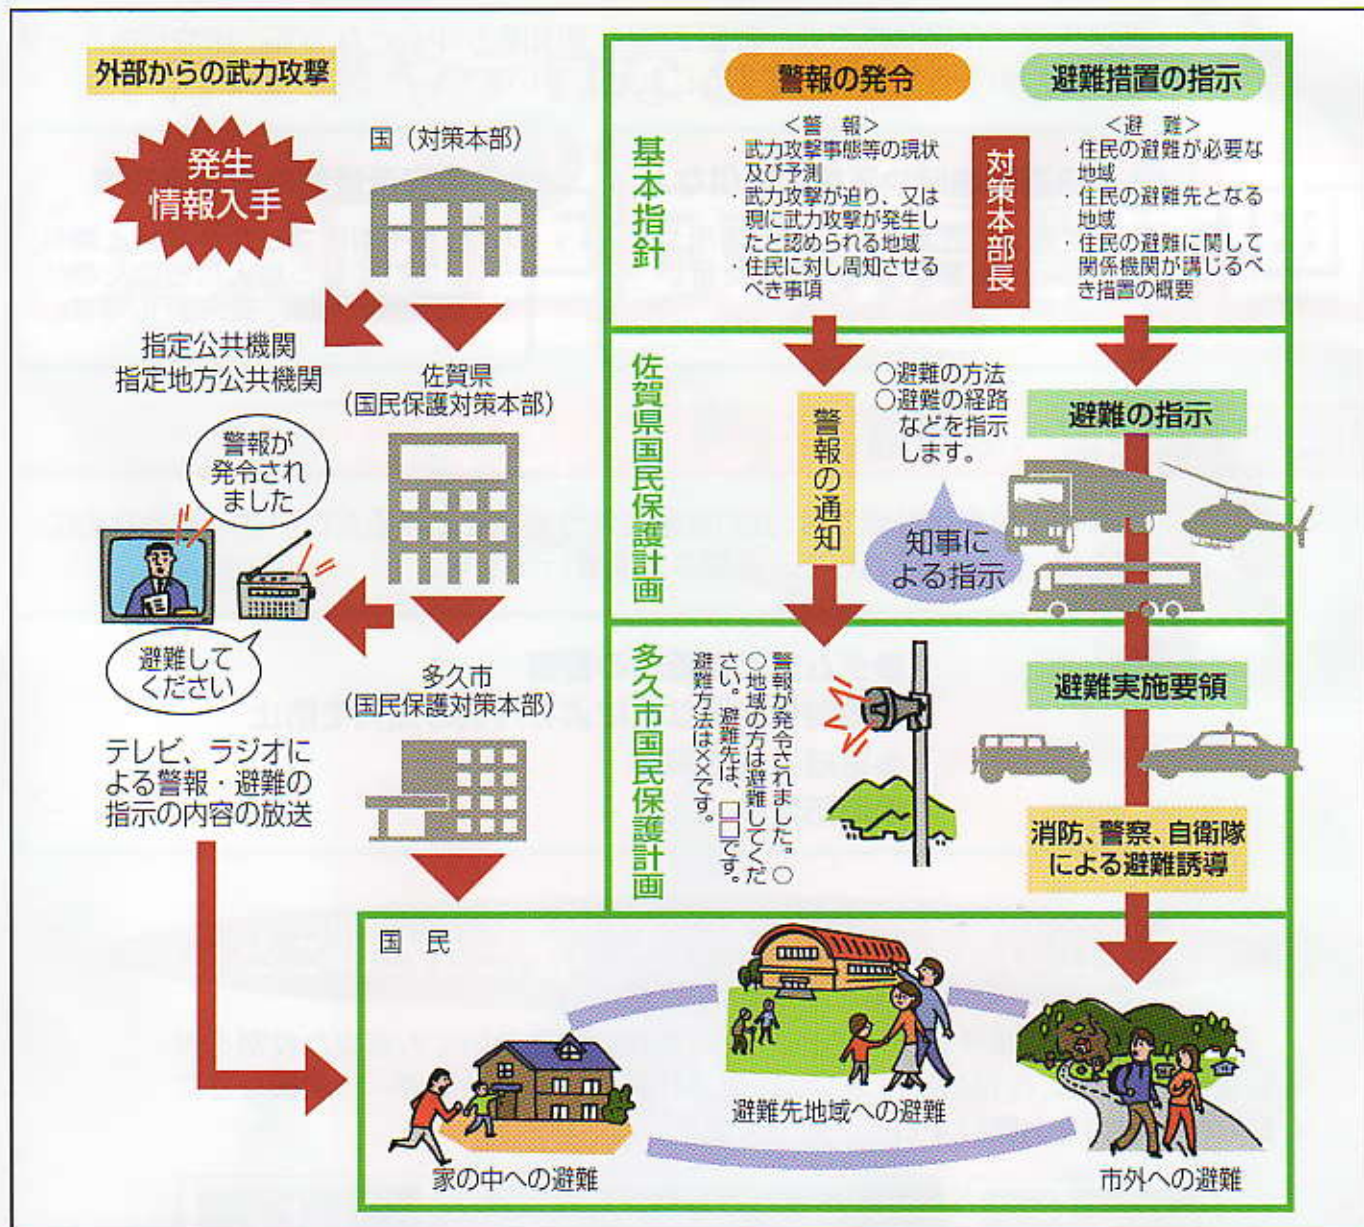 外部からの武力攻撃
発生
情報入手
国（対策本部）
指定公共機関
指定地方公共機関
佐賀県
（国民保護対策本部）
警報が
発令され
ました
避難して
ください
多久市
（国民保護対策本部）
テレビ、ラジオに
よる警報・避難の
指示の内容の放送
基本指針
警報の発令
＜警　報＞
・武力攻撃事態等の現状
及び予測
・武力攻撃が迫り、又は
現に武力攻撃が発生し
たと認められる地域
・住民に対し周知させる
べき事項
対策本部長
避難措置の指示
＜避　難＞
・住民の避難が必要な
地域
・住民の避難先となる
地域
・住民の避難に関して
関係機関が講じるべ
き措置の概要
佐賀県国民保護計画
警報の通知
○避難の方法
○避難の経路
などを指示
します。
知事に
よる指示
避難の指示
多久市国民保護計画
警報が発令されました。○
○地域の方は避難してくだ
さい。避難先は、□□です。
避難方法は××です。
避難実施要領
消防、警察、自衛隊
による避難誘導
国　民
家の中への避難
避難先地域への避難
市外への避難